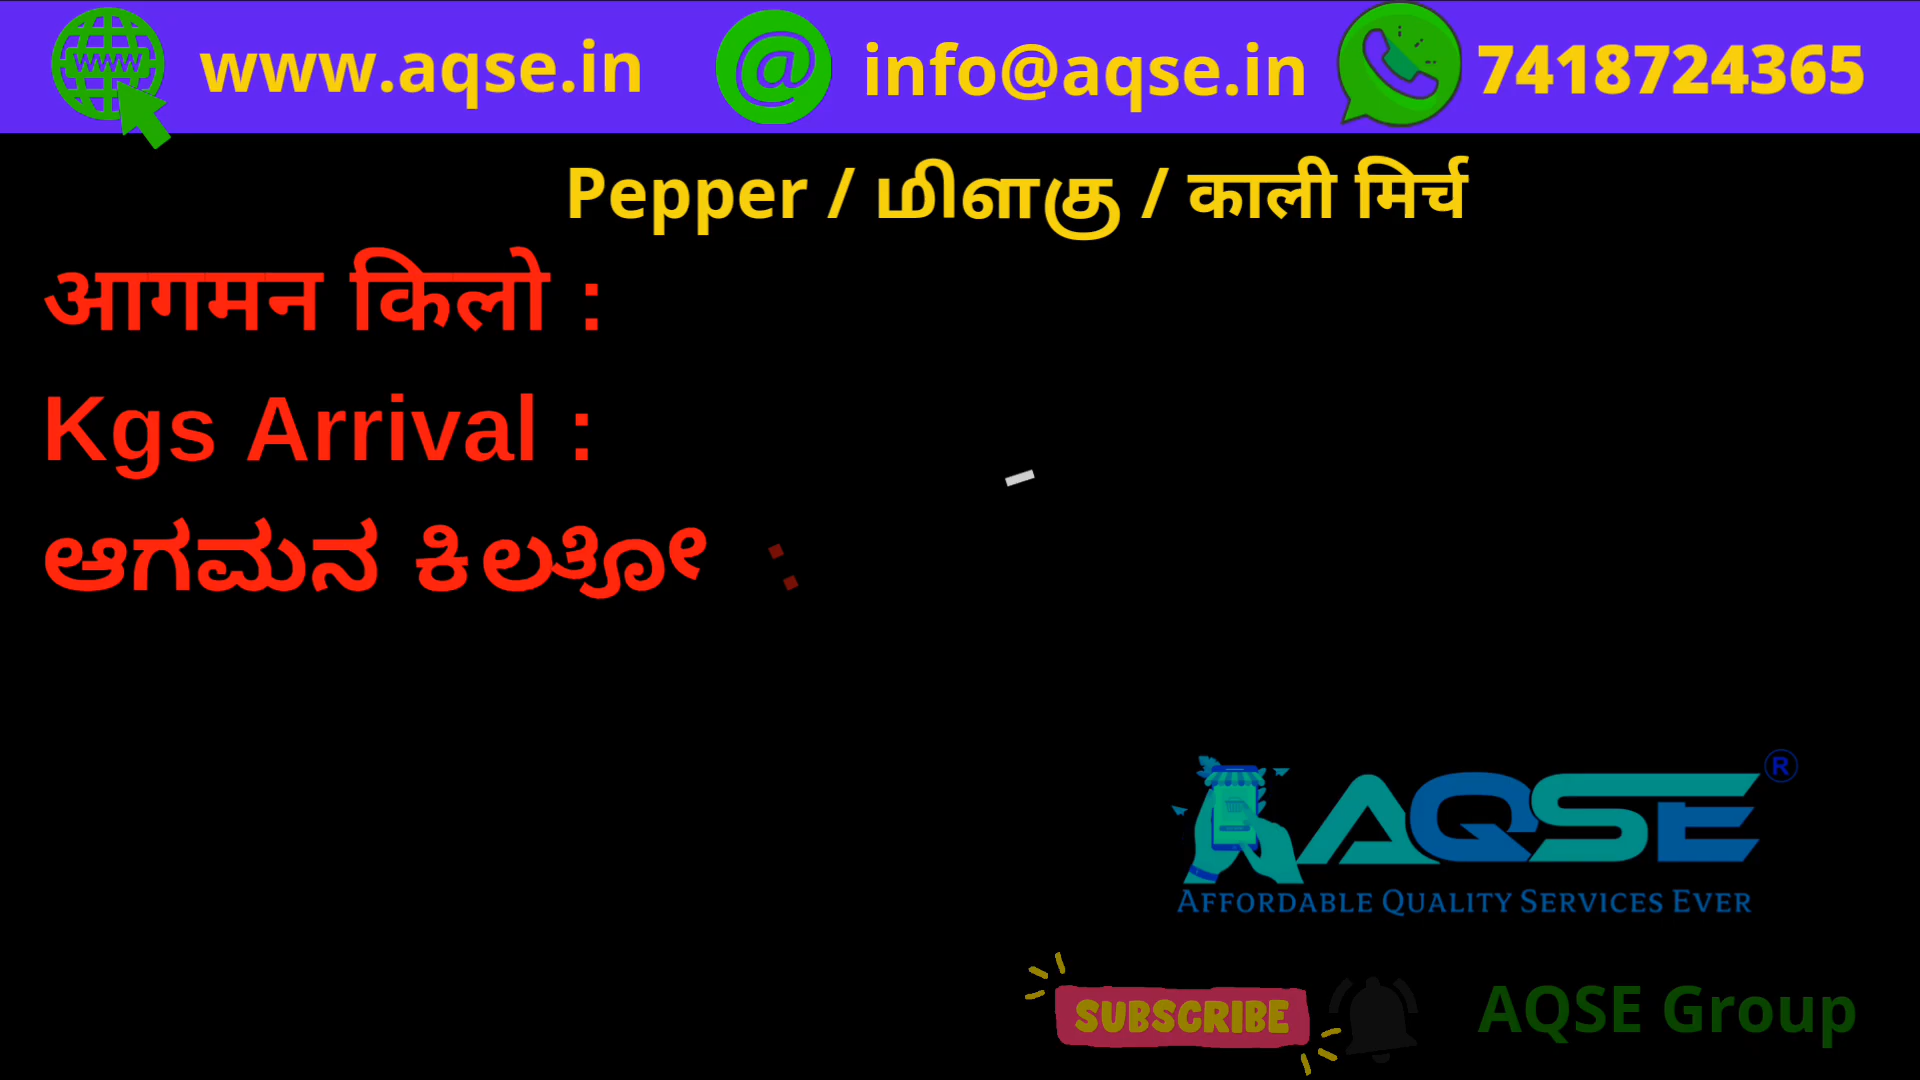 www
www.aqse.in @ info@aqse.in 7418724365
Pepper / மிளகு / काली मिर्च
आगमन किलो :
Kgs Arrival :
-
ಆಗಮನ ಕಿಲೋ :
AQSE ®
AFFORDABLE QUALITY SERVICES EVER
SUBSCRIBE AQSE Group